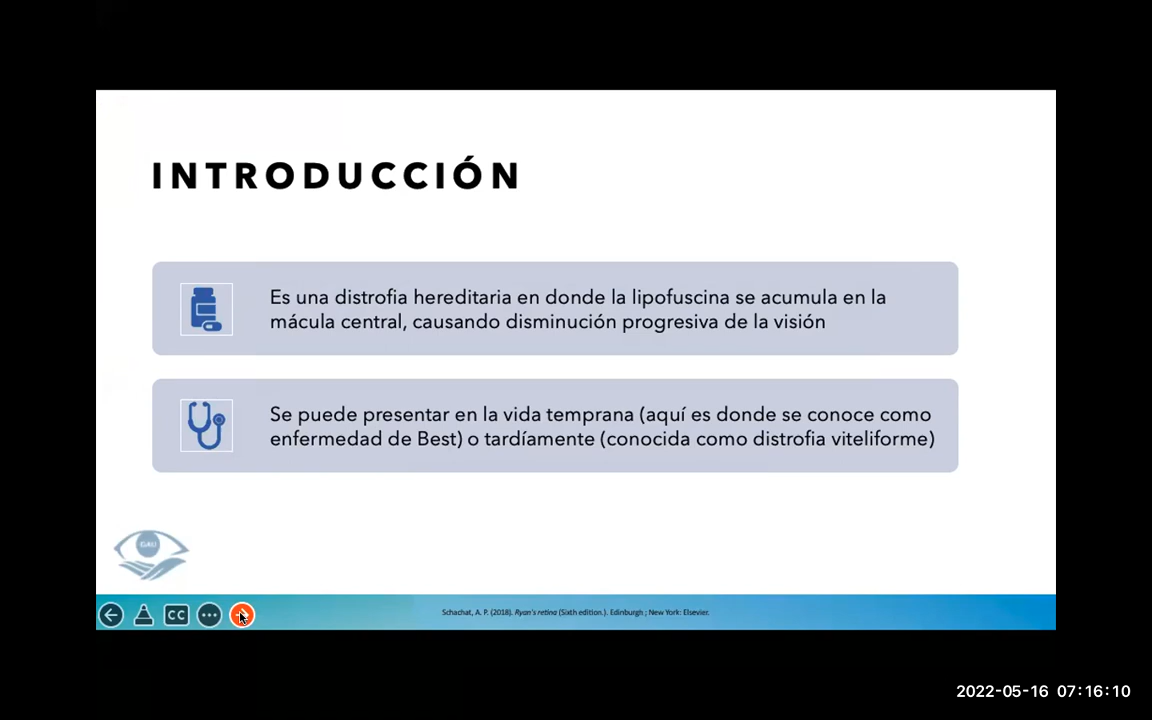 INTRODUCCIÓN
Es una distrofia hereditaria en donde la lipofuscina se acumula en la
mácula central, causando disminución progresiva de la visión
Se puede presentar en la vida temprana (aquí es donde se conoce como
enfermedad de Best) o tardíamente (conocida como distrofia viteliforme)
CC
Schachat, A. P. (2018). Ryan's retina (Sixth edition.). Edinburgh ; New York: Elsevier.
2022-05-16 07:16:10